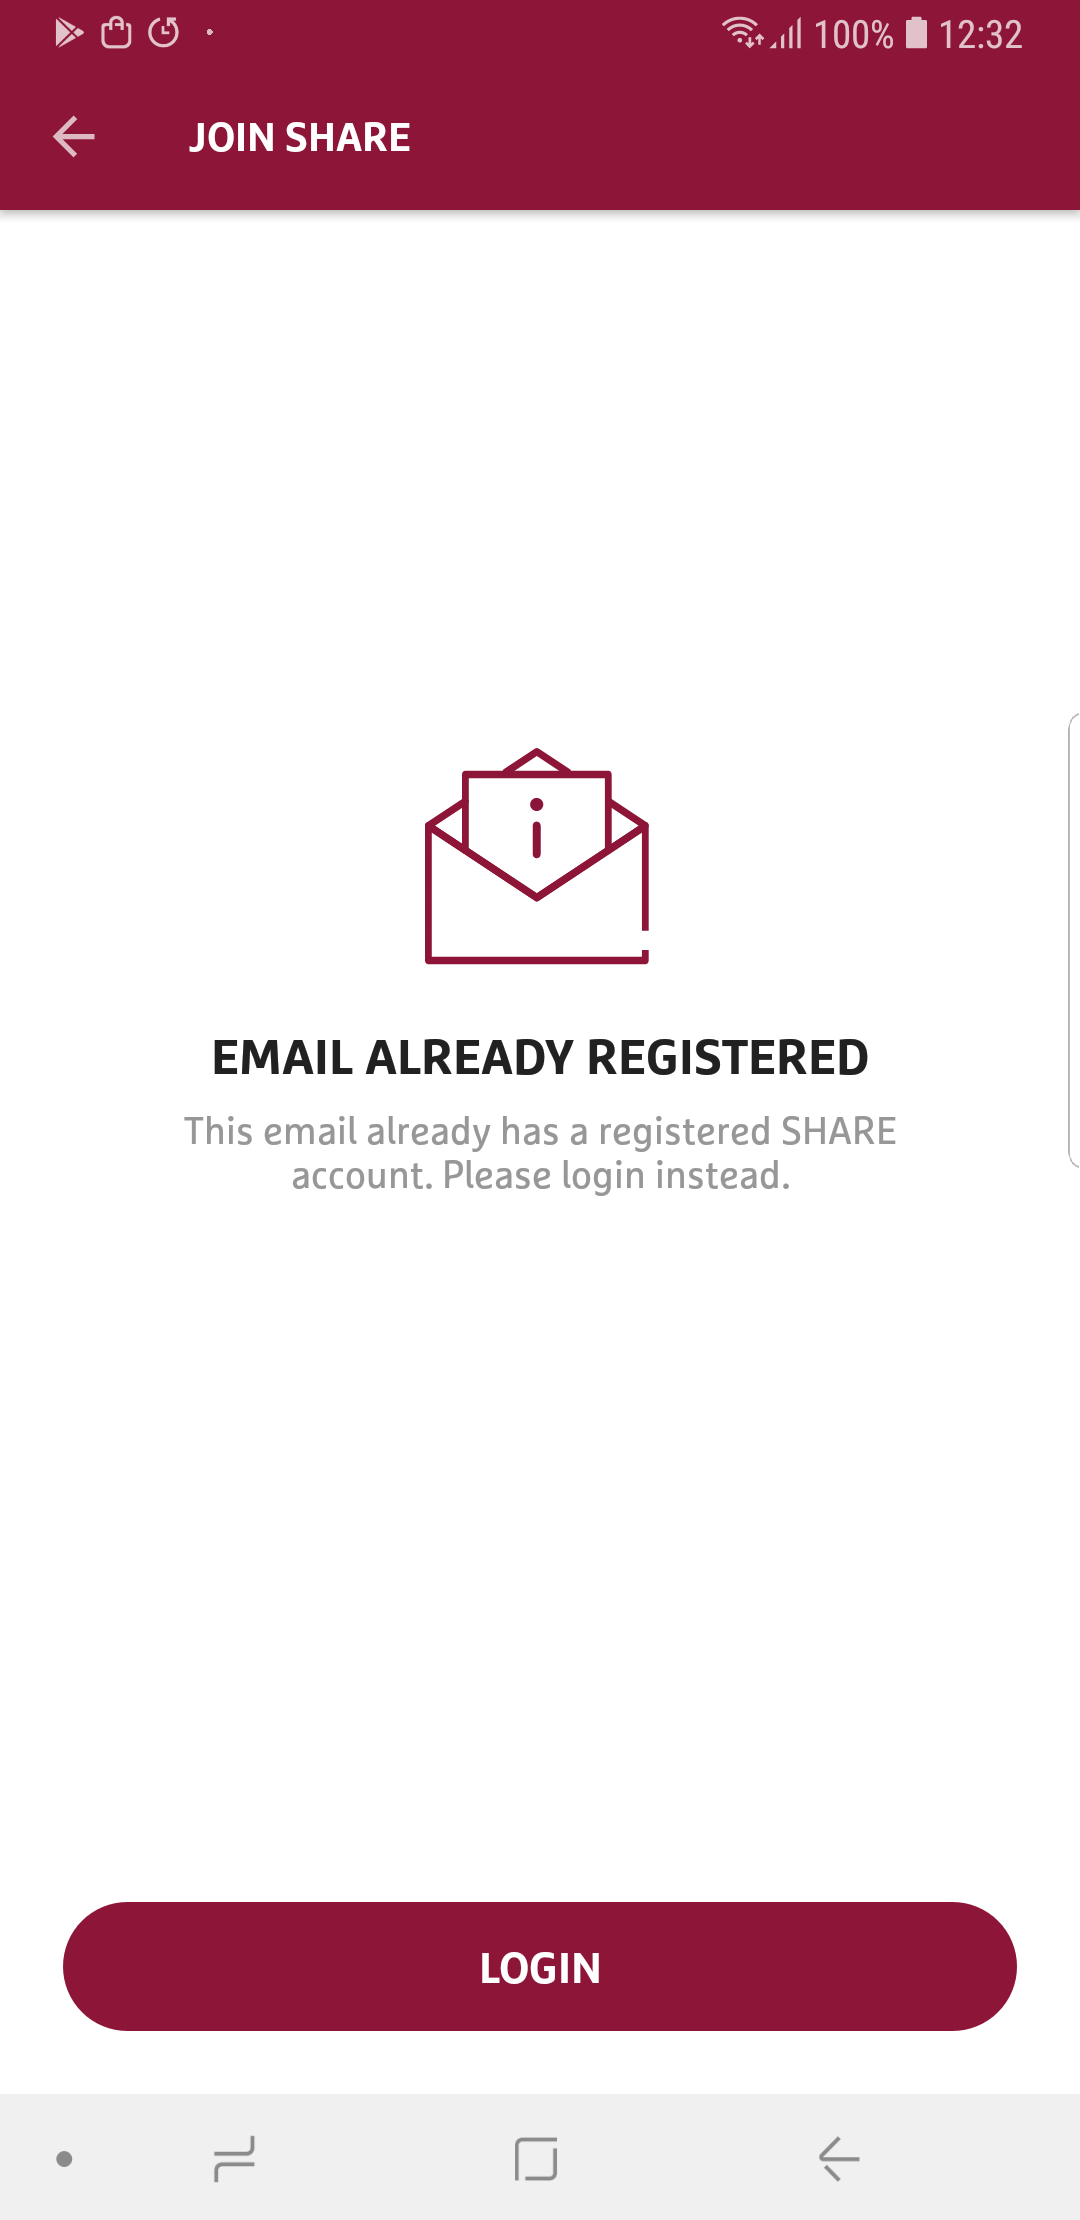 100% 12:32
JOIN SHARE
EMAIL ALREADY REGISTERED
This email already has a registered SHARE
account. Please login instead.
LOGIN